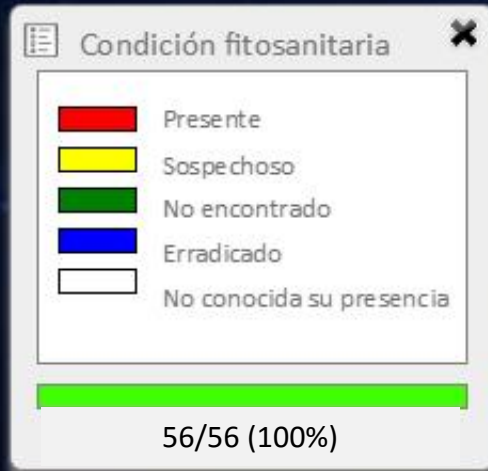 Condición fitosanitaria
Presente
Sospechoso
No encontrado
Erradicado
No conocida su presencia
56/56 (100%)